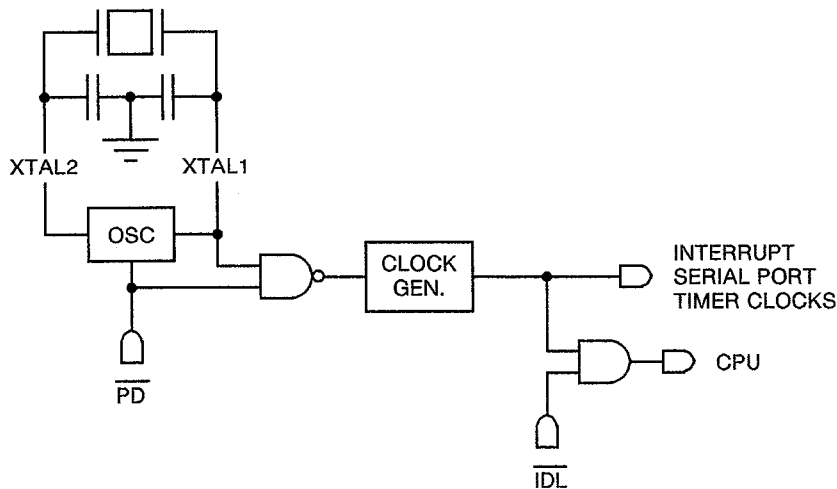 XTAL2
XTAL1
OSC
CLOCK
GEN.
INTERRUPT
SERIAL PORT
TIMER CLOCKS
CPU
PD
IDL